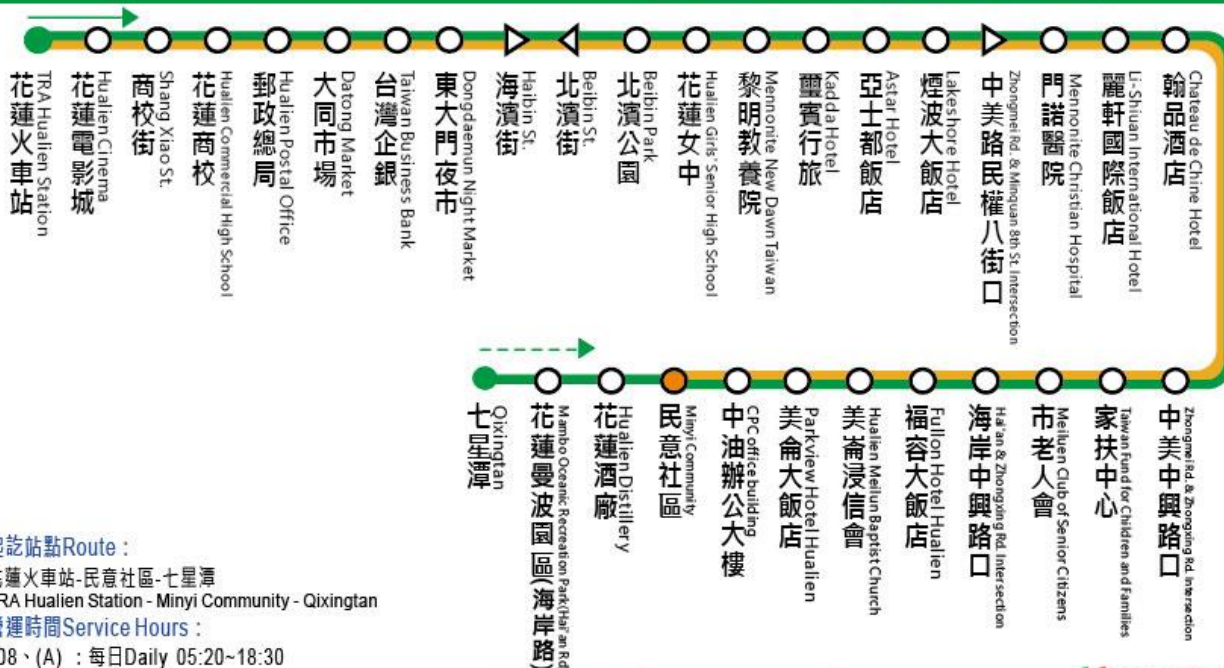 花蓮火車站
TRA Hualien Station
花蓮電影城
Hualien Cinema
商校街
Shang Xiao St.
花蓮商校
Hualien Commercial High School
郵政總局
Hualien Postal Office
大同市場
Datong Market
台灣企銀
Taiwan Business Bank
東大門夜市
Dongdaemun Night Market
海濱街
Haibin St.
北濱街
Beibin St.
北濱公園
Beibin Park
花蓮女中
Hualien Girls' Senior High School
黎明教養院
Mennonite New Dawn Taiwan
璽賓行旅
Kadda Hotel
亞士都飯店
Astar Hotel
煙波大飯店
Lakeshore Hotel
中美路民權八街口
Zhongmei Rd. & Minquan 8th St. Intersection
門諾醫院
Mennonite Christian Hospital
麗軒國際飯店
Li-Shiuan International Hotel
翰品酒店
Chateau de Chine Hotel
七星潭
Qixingtan
花蓮曼波園區(海岸路)
Mambo Oceanic Recreation Park(Hai'an Rd
花蓮酒廠
Hualien Distillery
民意社區
Minyi Community
中油辦公大樓
CPC office building
美侖大飯店
Parkview Hotel Hualien
美崙浸信會
Hualien Meilun Baptist Church
福容大飯店
Fullon Hotel Hualien
海岸中興路口
Hai'an & Zhongxing Rd. Intersection
市老人會
Meiluen Club of Senior Citizens
家扶中心
Taiwan Fund for Children and Families
中美中興路口
Zhongmei Rd. & Zhongxing Rd. Intersection
訖站點Route：
蓮火車站-民意社區-七星潭
RA Hualien Station - Minyi Community - Qixingtan
運時間Service Hours：
08、(A) ：每日Daily 05:20~18:30